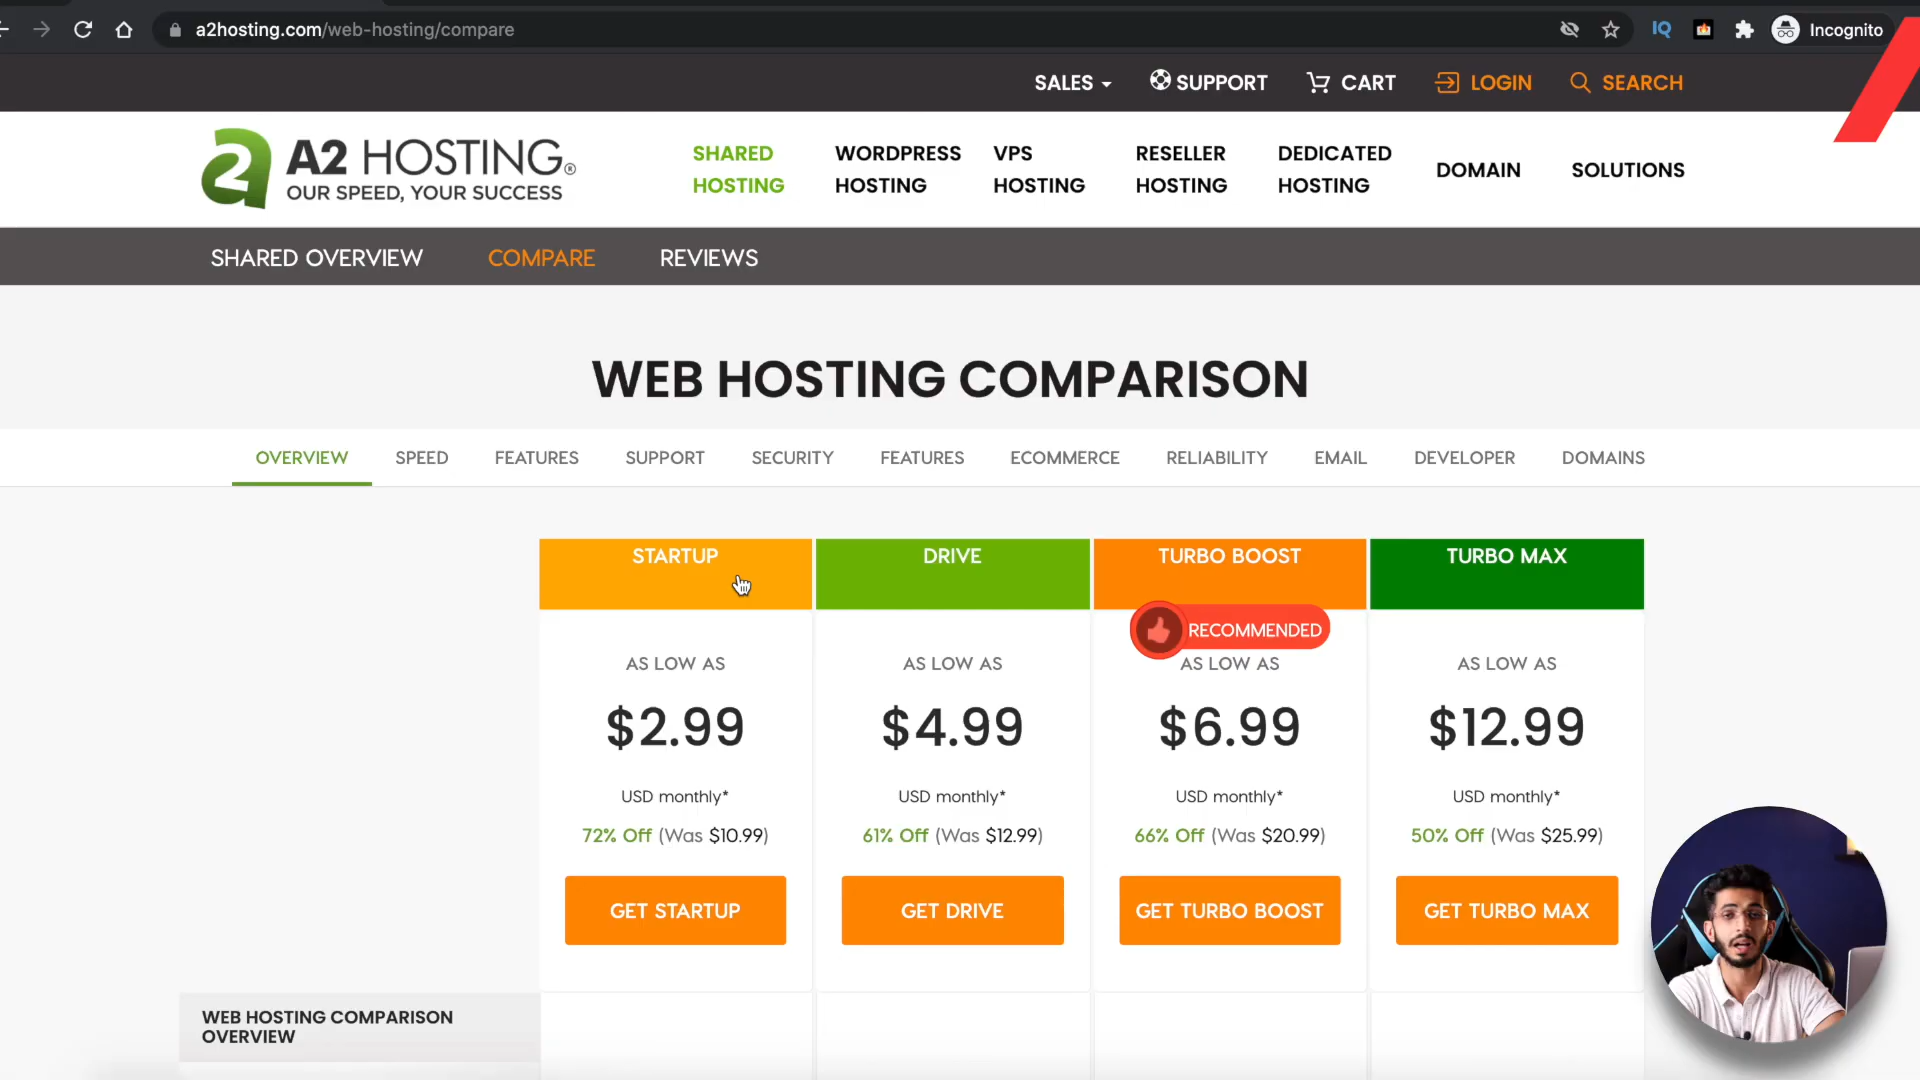 a2hosting.com/web-hosting/compare
IQ
Incognito
SALES
SUPPORT
CART
LOGIN
SEARCH
a2
A2 HOSTING®
OUR SPEED, YOUR SUCCESS
SHARED
HOSTING
WORDPRESS
HOSTING
VPS
HOSTING
RESELLER
HOSTING
DEDICATED
HOSTING
DOMAIN
SOLUTIONS
SHARED OVERVIEW
COMPARE
REVIEWS
WEB HOSTING COMPARISON
OVERVIEW
SPEED
FEATURES
SUPPORT
SECURITY
FEATURES
ECOMMERCE
RELIABILITY
EMAIL
DEVELOPER
DOMAINS
STARTUP
AS LOW AS
$2.99
USD monthly*
72% Off (Was $10.99)
GET STARTUP
DRIVE
AS LOW AS
$4.99
USD monthly*
61% Off (Was $12.99)
GET DRIVE
TURBO BOOST
RECOMMENDED
AS LOW AS
$6.99
USD monthly*
66% Off (Was $20.99)
GET TURBO BOOST
TURBO MAX
AS LOW AS
$12.99
USD monthly*
50% Off (Was $25.99)
GET TURBO MAX
WEB HOSTING COMPARISON
OVERVIEW